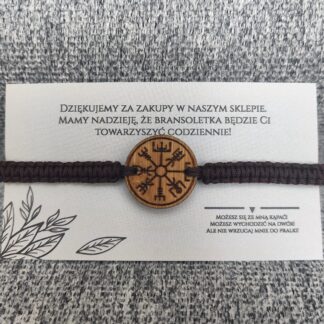 Dziękujemy za zakupy w naszym sklepie.
Mamy nadzieję, że bransoletka będzie Ci
towarzyszyć codziennie!
Możesz się ze mną kąpać!
Możesz wychodzić na dwór!
Ale nie wrzucaj mnie do pralki!